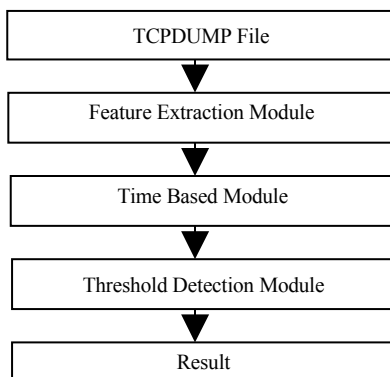 TCPDUMP File
Feature Extraction Module
Time Based Module
Threshold Detection Module
Result